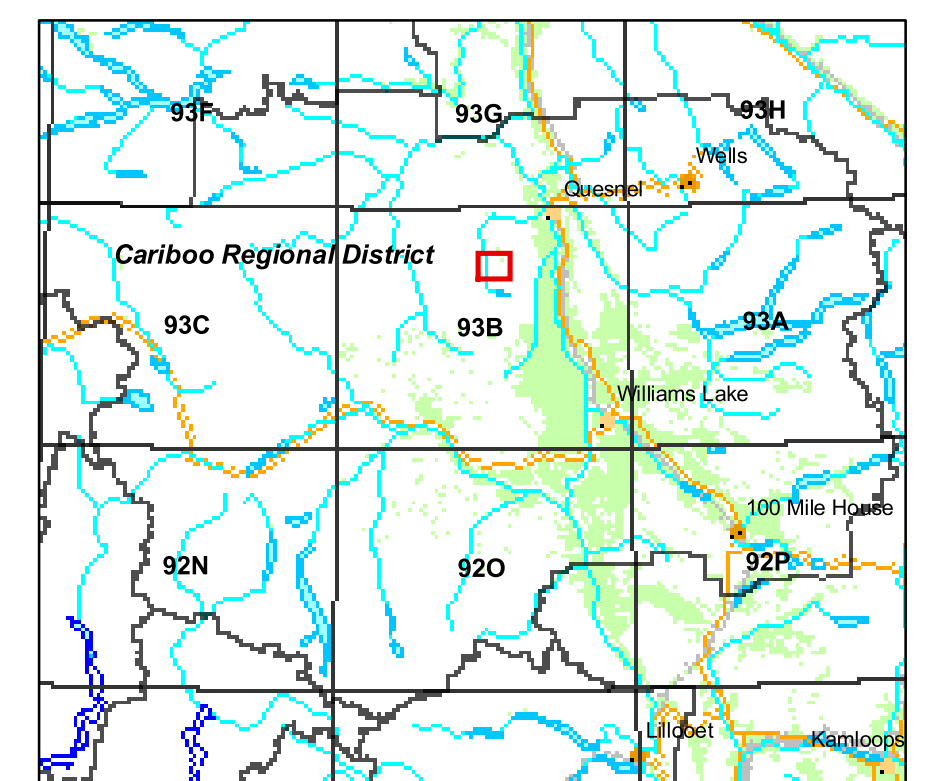 93F
93G
93H
Wells
Quesnel
Cariboo Regional District
93C
93B
93A
Williams Lake
100 Mile House
92N
92O
92P
Lillooet
Kamloops